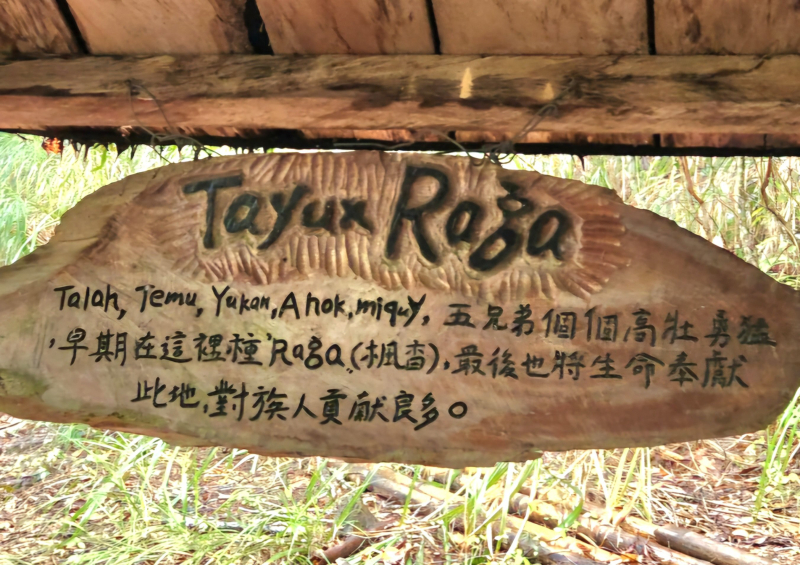 Tayux Raga
Talah, Temu, Yukan, Ahok, miquy, 五兄弟個個高壯勇猛
,早期在這裡種"Raga"(楓香),最後也將生命奉獻
此地,對族人貢獻良多。